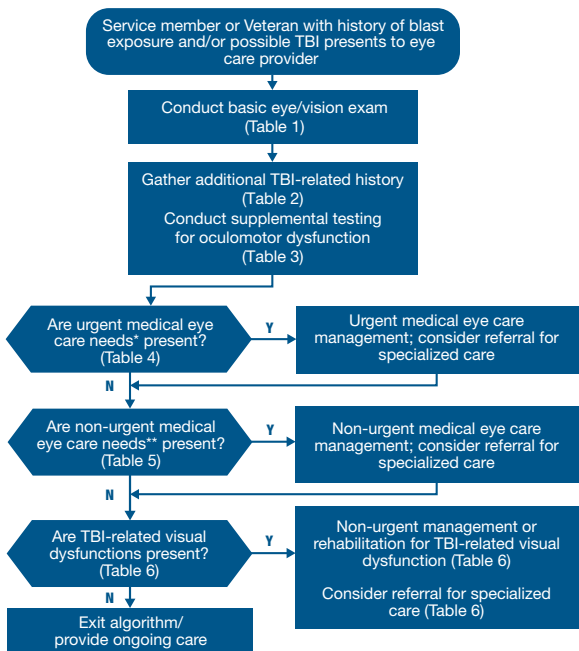 Service member or Veteran with history of blast
exposure and/or possible TBI presents to eye
care provider
Conduct basic eye/vision exam
(Table 1)
Gather additional TBI-related history
(Table 2)
Conduct supplemental testing
for oculomotor dysfunction
(Table 3)
Are urgent medical eye
care needs* present?
(Table 4)
Y
Urgent medical eye care
management; consider referral for
specialized care
N
Are non-urgent medical
eye care needs** present?
(Table 5)
Y
Non-urgent medical eye care
management; consider referral for
specialized care
N
Are TBI-related visual
dysfunctions present?
(Table 6)
Y
Non-urgent management or
rehabilitation for TBI-related visual
dysfunction (Table 6)
Consider referral for specialized
care (Table 6)
N
Exit algorithm/
provide ongoing care